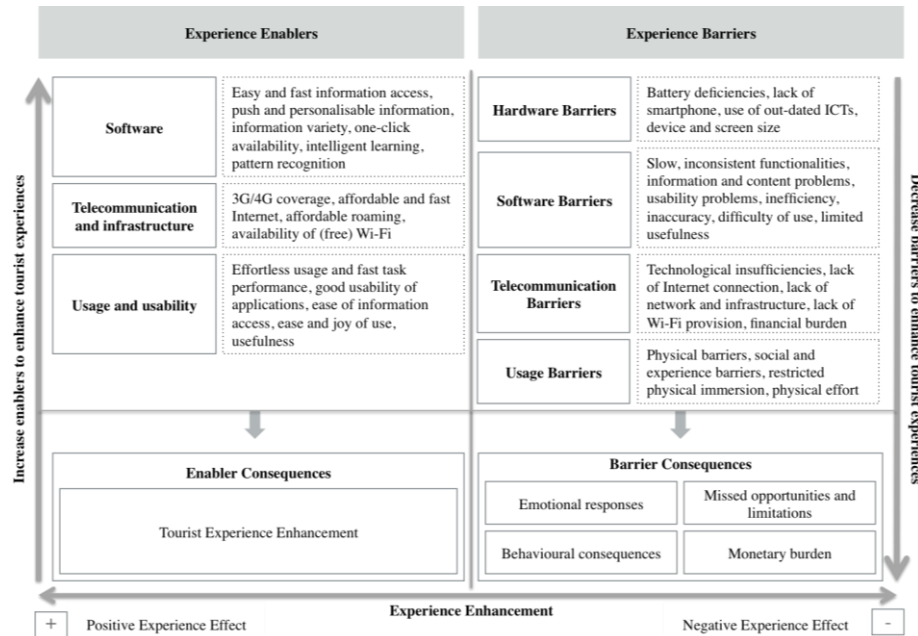 Experience Enablers
Experience Barriers
Increase enablers to enhance tourist experiences
Software
Easy and fast information access,
push and personalisable information,
information variety, one-click
availability, intelligent learning,
pattern recognition
Telecommunication
and infrastructure
3G/4G coverage, affordable and fast
Internet, affordable roaming,
availability of (free) Wi-Fi
Usage and usability
Effortless usage and fast task
performance, good usability of
applications, ease of information
access, ease and joy of use,
usefulness
Hardware Barriers
Battery deficiencies, lack of
smartphone, use of out-dated ICTs,
device and screen size
Software Barriers
Slow, inconsistent functionalities,
information and content problems,
usability problems, inefficiency,
inaccuracy, difficulty of use, limited
usefulness
Telecommunication
Barriers
Technological insufficiencies, lack
of Internet connection, lack of
network and infrastructure, lack of
Wi-Fi provision, financial burden
Usage Barriers
Physical barriers, social and
experience barriers, restricted
physical immersion, physical effort
Decrease barriers to enhance tourist experiences
Enabler Consequences
Tourist Experience Enhancement
Barrier Consequences
Emotional responses
Missed opportunities and
limitations
Behavioural consequences
Monetary burden
Experience Enhancement
+
Positive Experience Effect
Negative Experience Effect
-